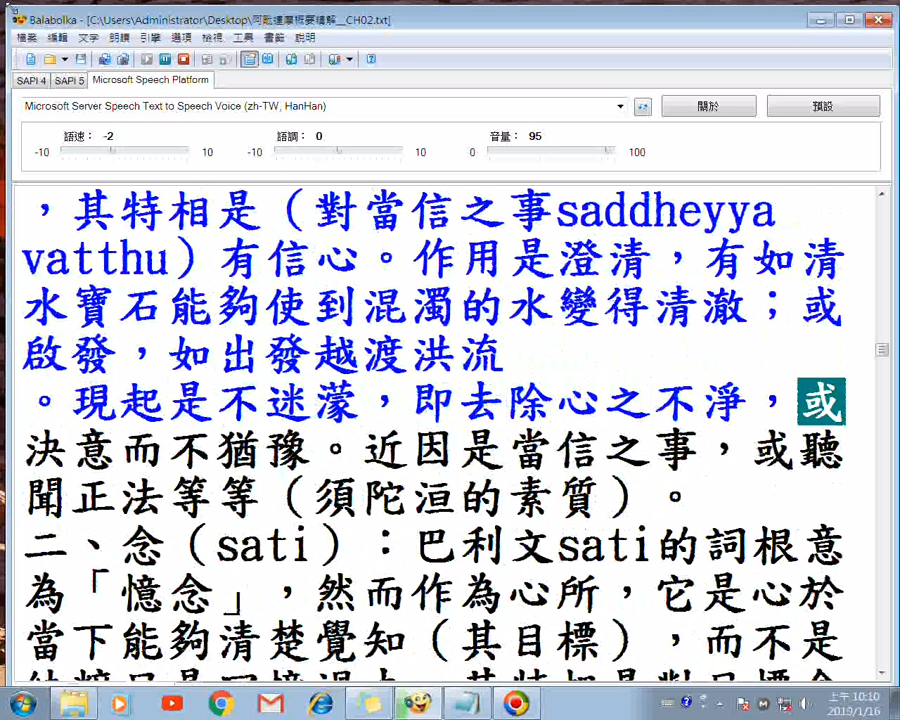 Balabolka - [C:\Users\Administrator\Desktop\阿毗達摩概要精解__CH02.txt]
檔案 編輯 文字 朗讀 引擎 選項 檢視 工具 書籤 說明
SAPI 4 SAPI 5 Microsoft Speech Platform
Microsoft Server Speech Text to Speech Voice (zh-TW, HanHan) 關於 預設
語速： -2 語調： 0 音量： 95
-10 10 -10 10 0 100
，其特相是（對當信之事saddheyya
vatthu）有信心。作用是澄清，有如清
水寶石能夠使到混濁的水變得清澈；或
啟發，如出發越渡洪流
。現起是不迷濛，即去除心之不淨，或
決意而不猶豫。近因是當信之事，或聽
聞正法等等（須陀洹的素質）。
二、念（sati）：巴利文sati的詞根意
為「憶念」，然而作為心所，它是心於
當下能夠清楚覺知（其目標），而不是
上午 10:10
2019/1/16